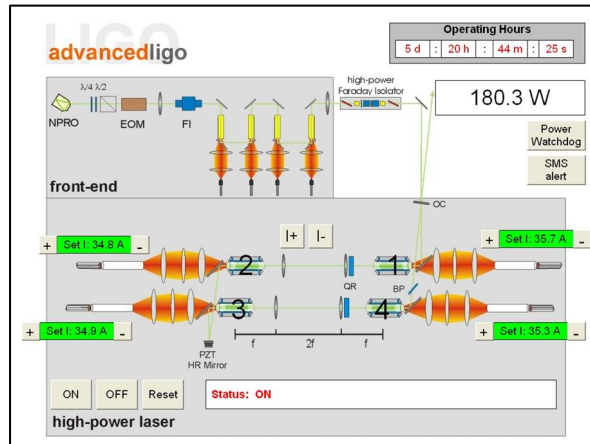 LIGO
advancedligo
Operating Hours
5 d : 20 h : 44 m : 25 s
high-power
Faraday Isolator
180.3 W
λ/4 λ/2
NPRO
EOM
FI
Power
Watchdog
SMS
alert
front-end
OC
+ Set I: 34.8 A -
I+
I-
+ Set I: 35.7 A -
2
1
QR
BP
3
4
+ Set I: 34.9 A -
+ Set I: 35.3 A -
f
2f
f
PZT
HR Mirror
ON
OFF
Reset
Status: ON
high-power laser